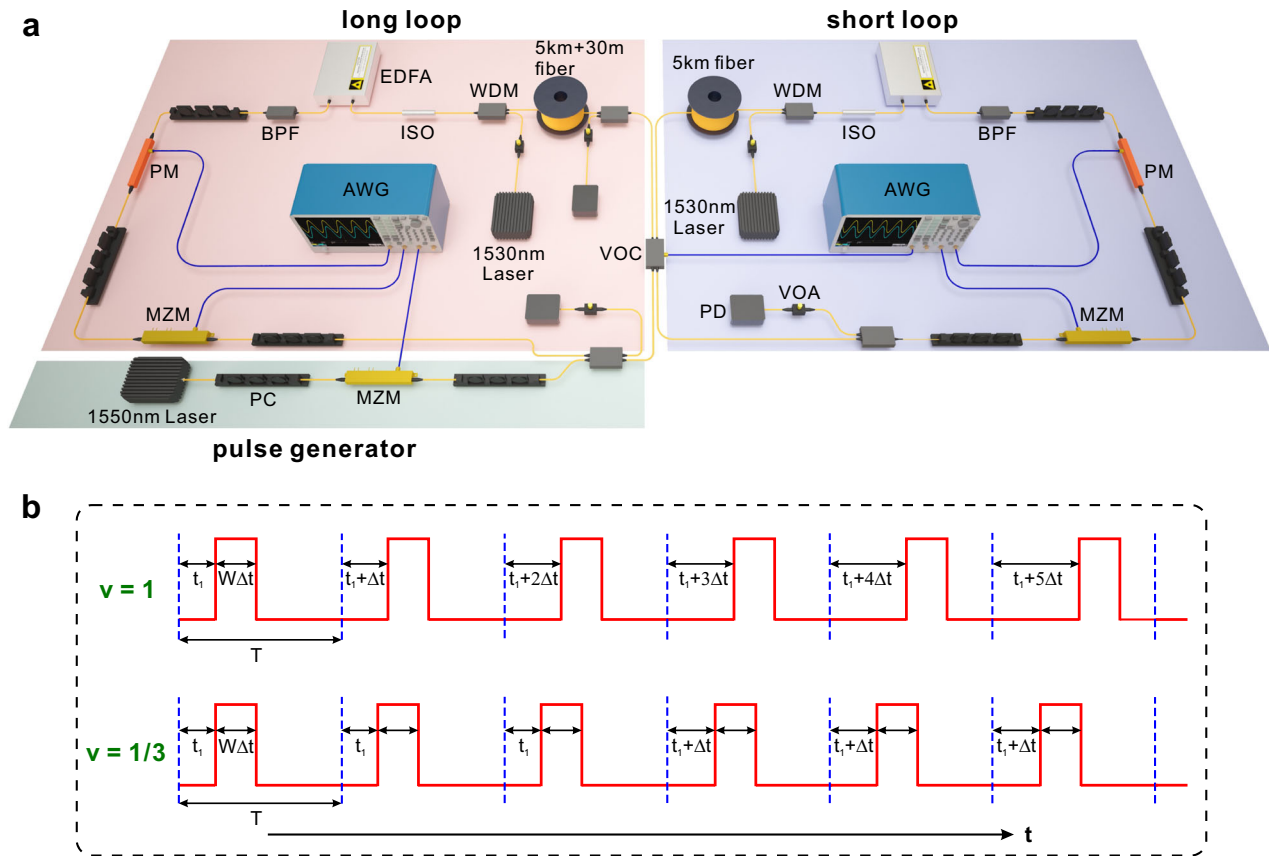 a
long loop
short loop
EDFA
5km+30m
fiber
5km fiber
WDM
WDM
BPF
ISO
ISO
BPF
PM
AWG
AWG
PM
1530nm
Laser
1530nm
Laser
VOC
MZM
PD
VOA
MZM
1550nm Laser
PC
MZM
pulse generator
b
v = 1
t₁
WΔt
t₁+Δt
t₁+2Δt
t₁+3Δt
t₁+4Δt
t₁+5Δt
T
v = 1/3
t₁
WΔt
t₁
t₁
t₁+Δt
t₁+Δt
t₁+Δt
T
t